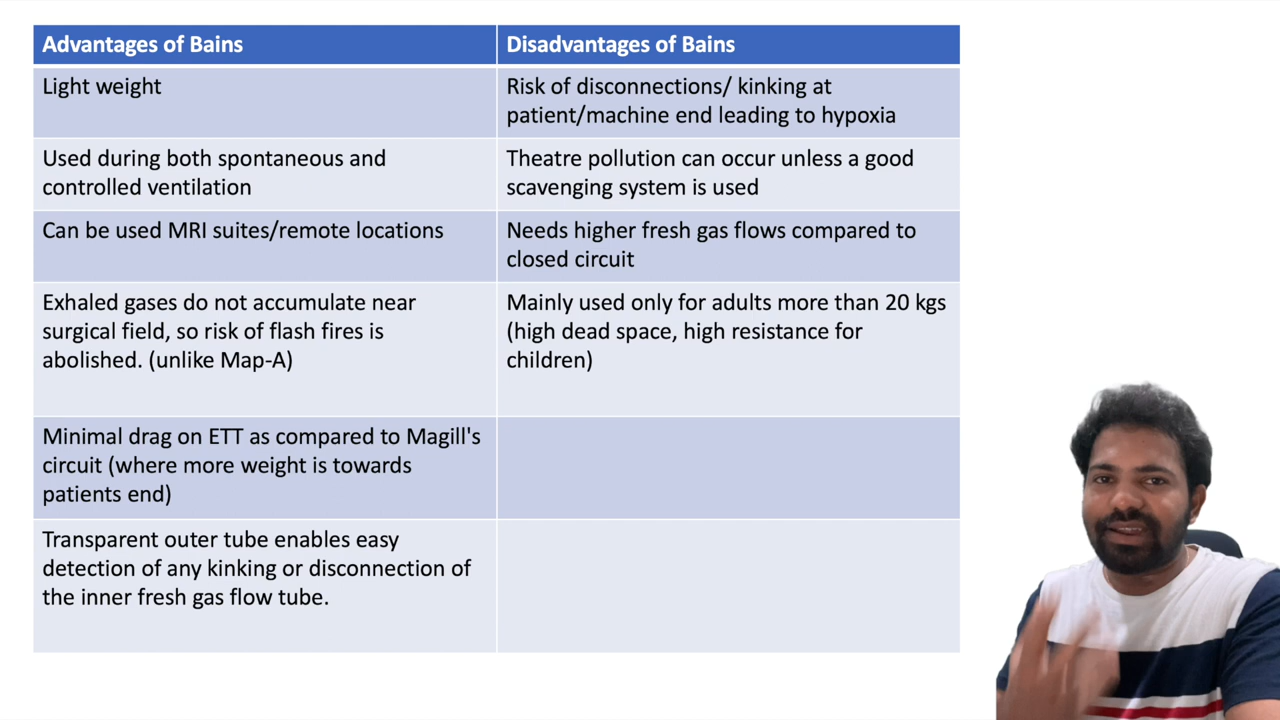 Advantages of Bains
Disadvantages of Bains
Light weight
Risk of disconnections/ kinking at
patient/machine end leading to hypoxia
Used during both spontaneous and
controlled ventilation
Theatre pollution can occur unless a good
scavenging system is used
Can be used MRI suites/remote locations
Needs higher fresh gas flows compared to
closed circuit
Exhaled gases do not accumulate near
surgical field, so risk of flash fires is
abolished. (unlike Map-A)
Mainly used only for adults more than 20 kgs
(high dead space, high resistance for
children)
Minimal drag on ETT as compared to Magill's
circuit (where more weight is towards
patients end)
Transparent outer tube enables easy
detection of any kinking or disconnection of
the inner fresh gas flow tube.